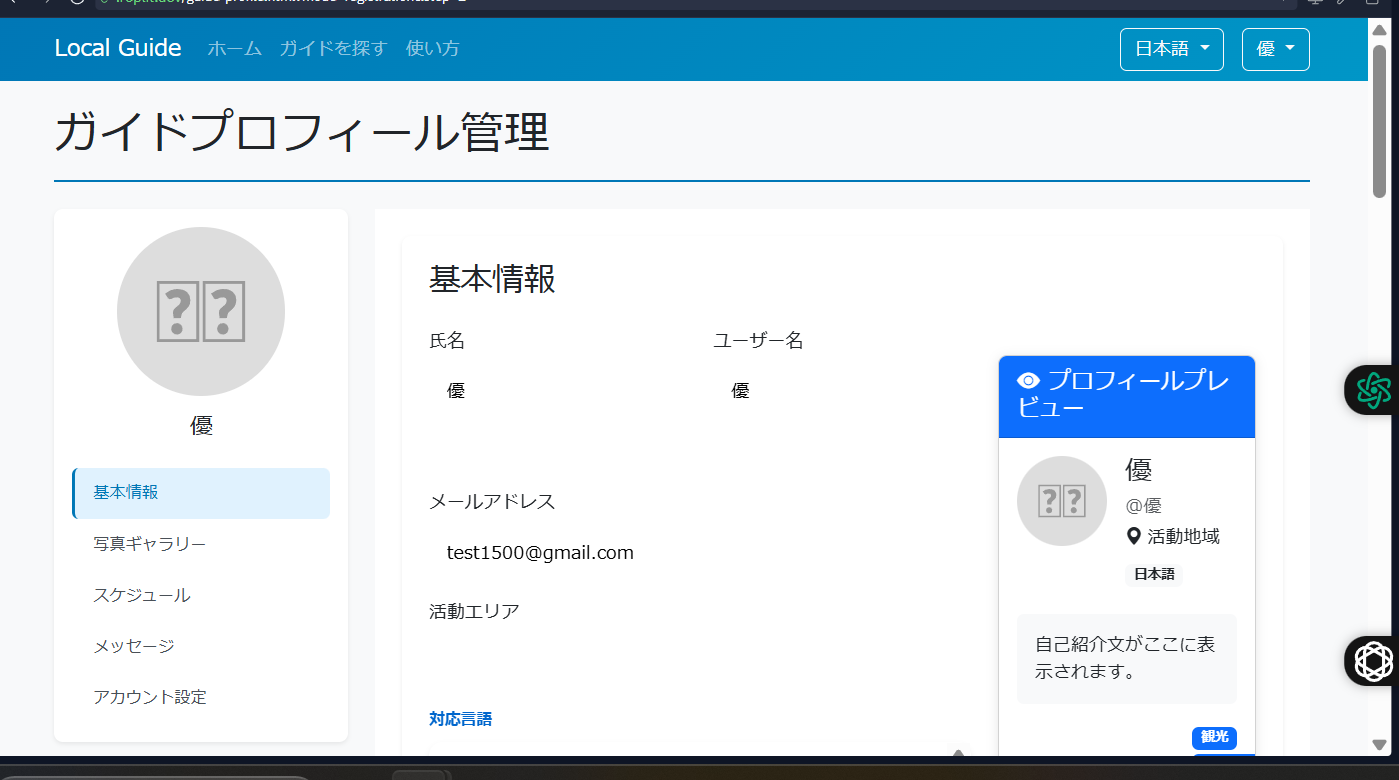 Local Guide
ホーム
ガイドを探す
使い方
日本語
優
ガイドプロフィール管理
??
優
基本情報
写真ギャラリー
スケジュール
メッセージ
アカウント設定
基本情報
氏名
ユーザー名
優
優
メールアドレス
test1500@gmail.com
活動エリア
対応言語
プロフィールプレ
ビュー
??
優
@優
活動地域
日本語
自己紹介文がここに表
示されます。
観光